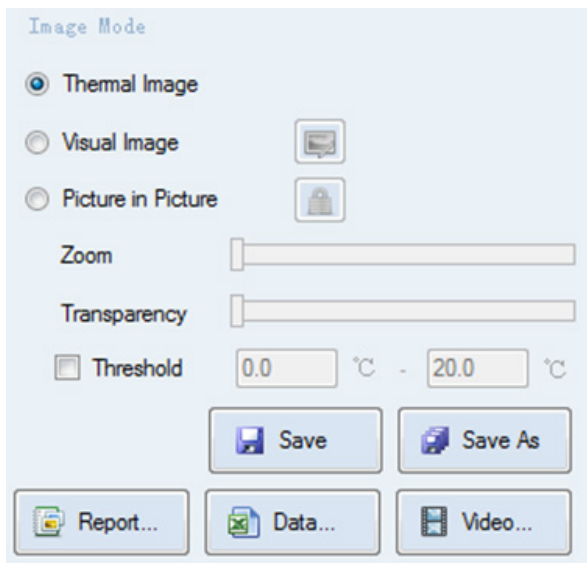 Image Mode
Thermal Image
Visual Image
Picture in Picture
Zoom
Transparency
Threshold 0.0 °C - 20.0 °C
Save Save As
Report... Data... Video...